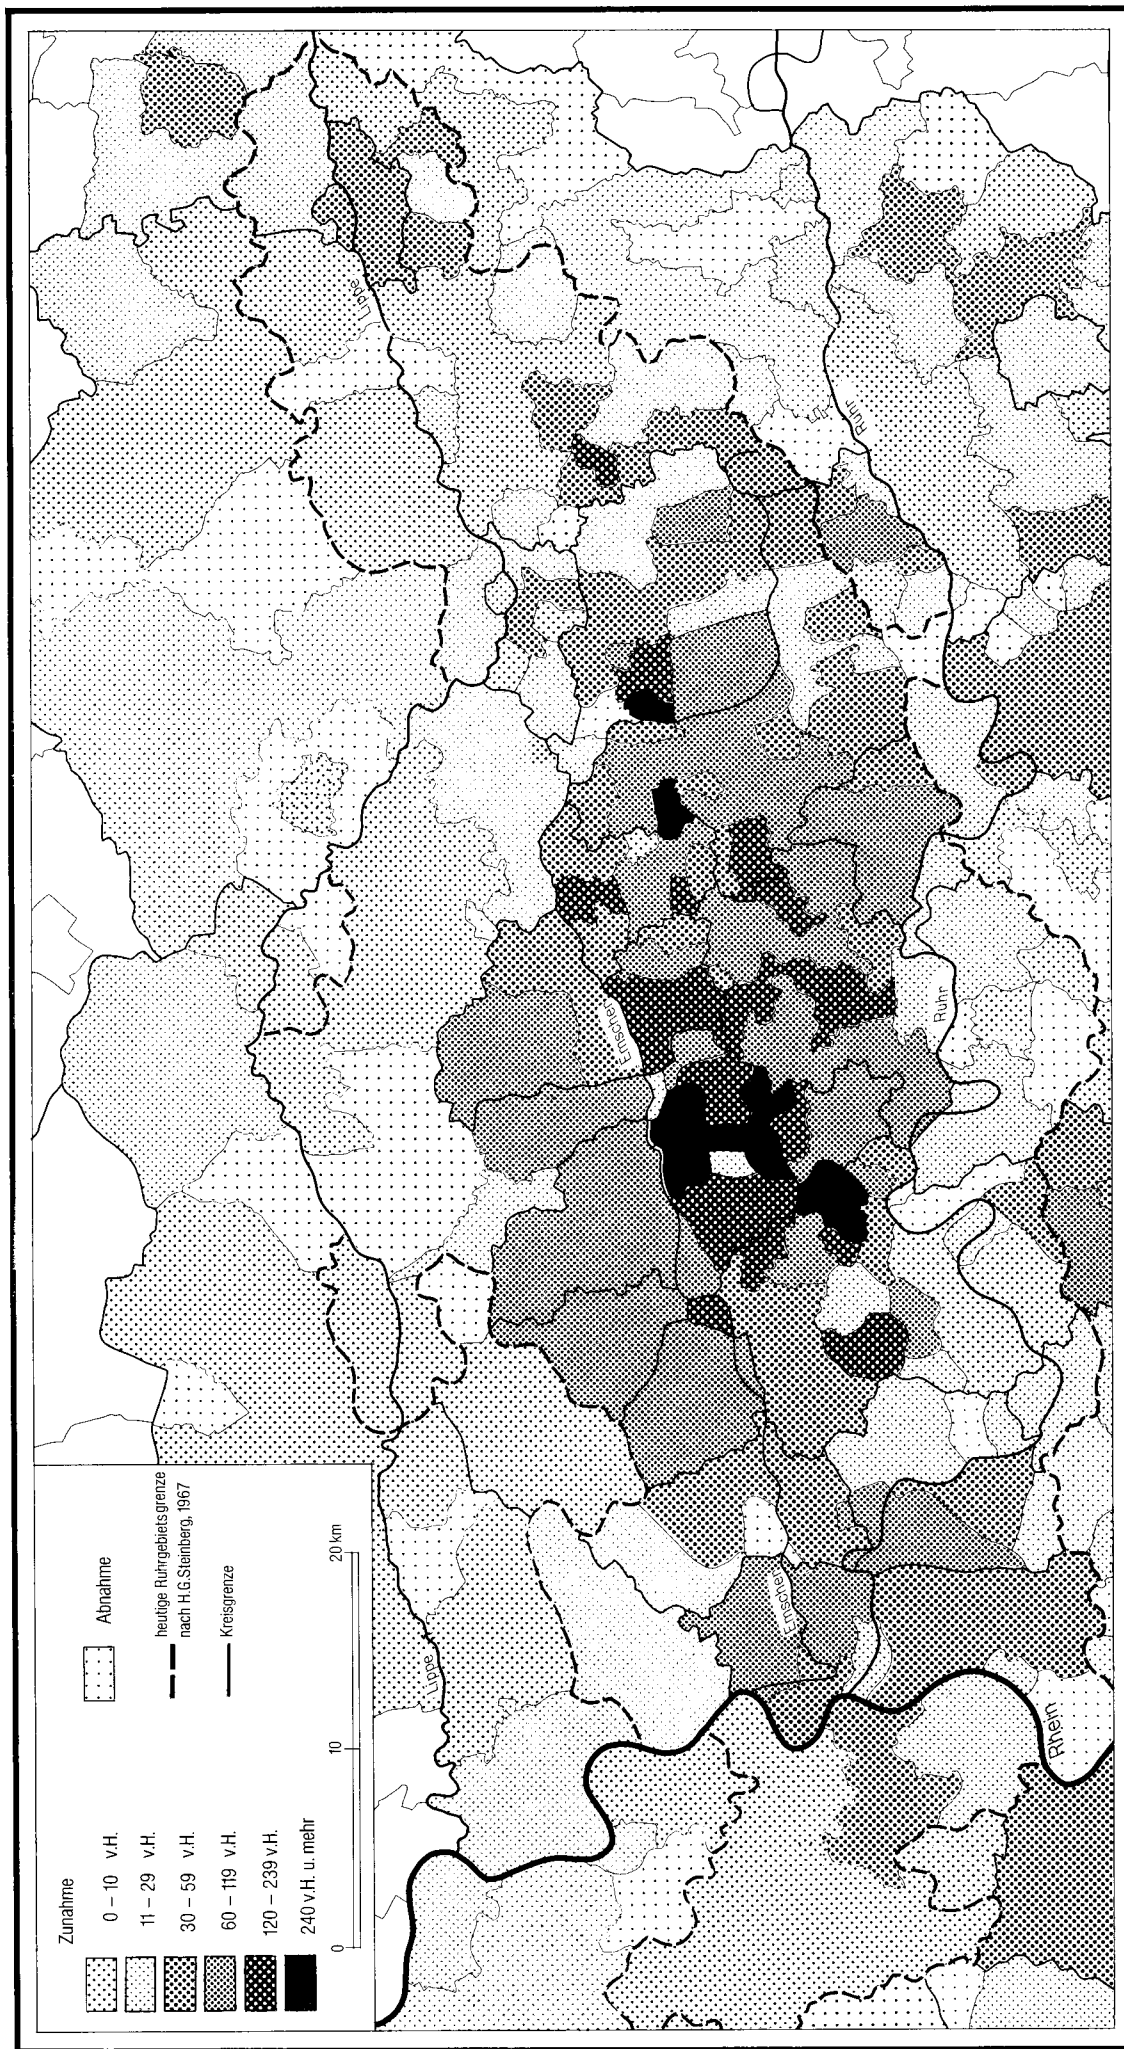 Zunahme
0 – 10 v.H.
11 – 29 v.H.
30 – 59 v.H.
60 – 119 v.H.
120 – 239 v.H.
240 v.H. u. mehr
Abnahme
heutige Ruhrgebietsgrenze
nach H.G.Steinberg, 1967
Kreisgrenze
0
10
20 km
Lippe
Lippe
Emscher
Emscher
Ruhr
Ruhr
Rhein